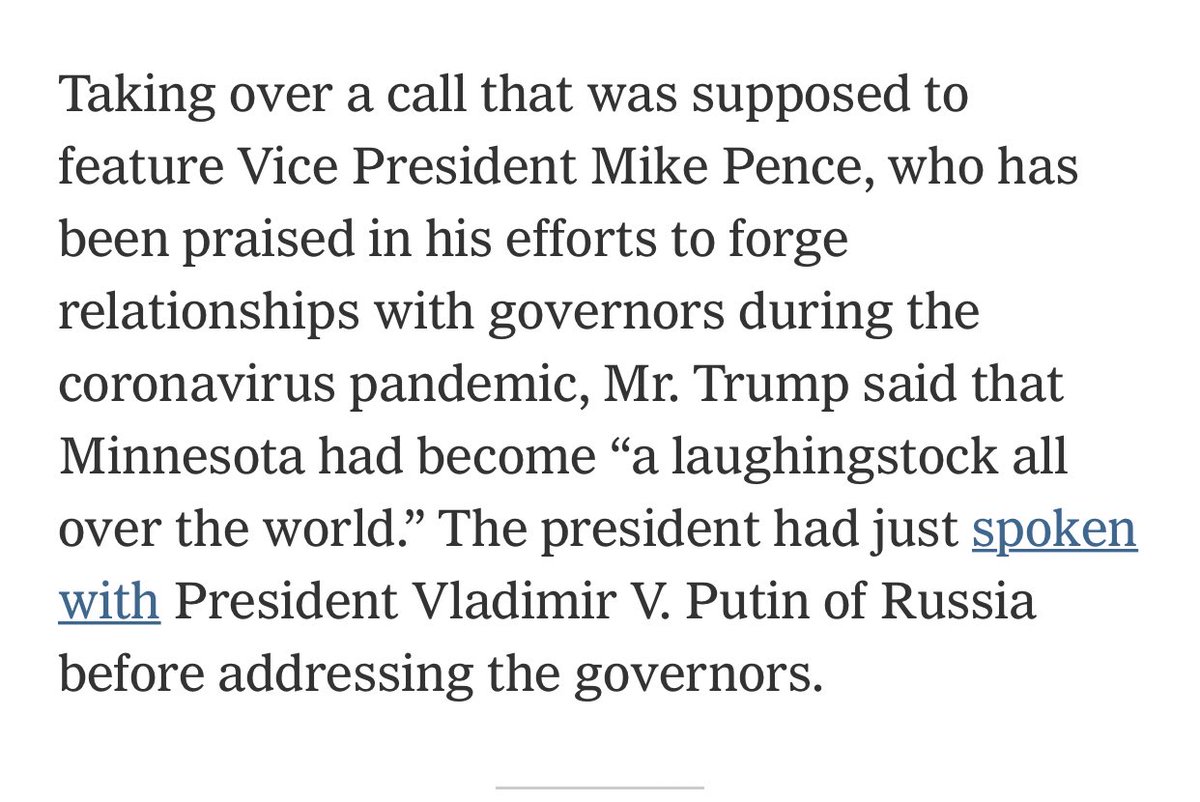 Taking over a call that was supposed to
feature Vice President Mike Pence, who has
been praised in his efforts to forge
relationships with governors during the
coronavirus pandemic, Mr. Trump said that
Minnesota had become “a laughingstock all
over the world.” The president had just spoken
with President Vladimir V. Putin of Russia
before addressing the governors.